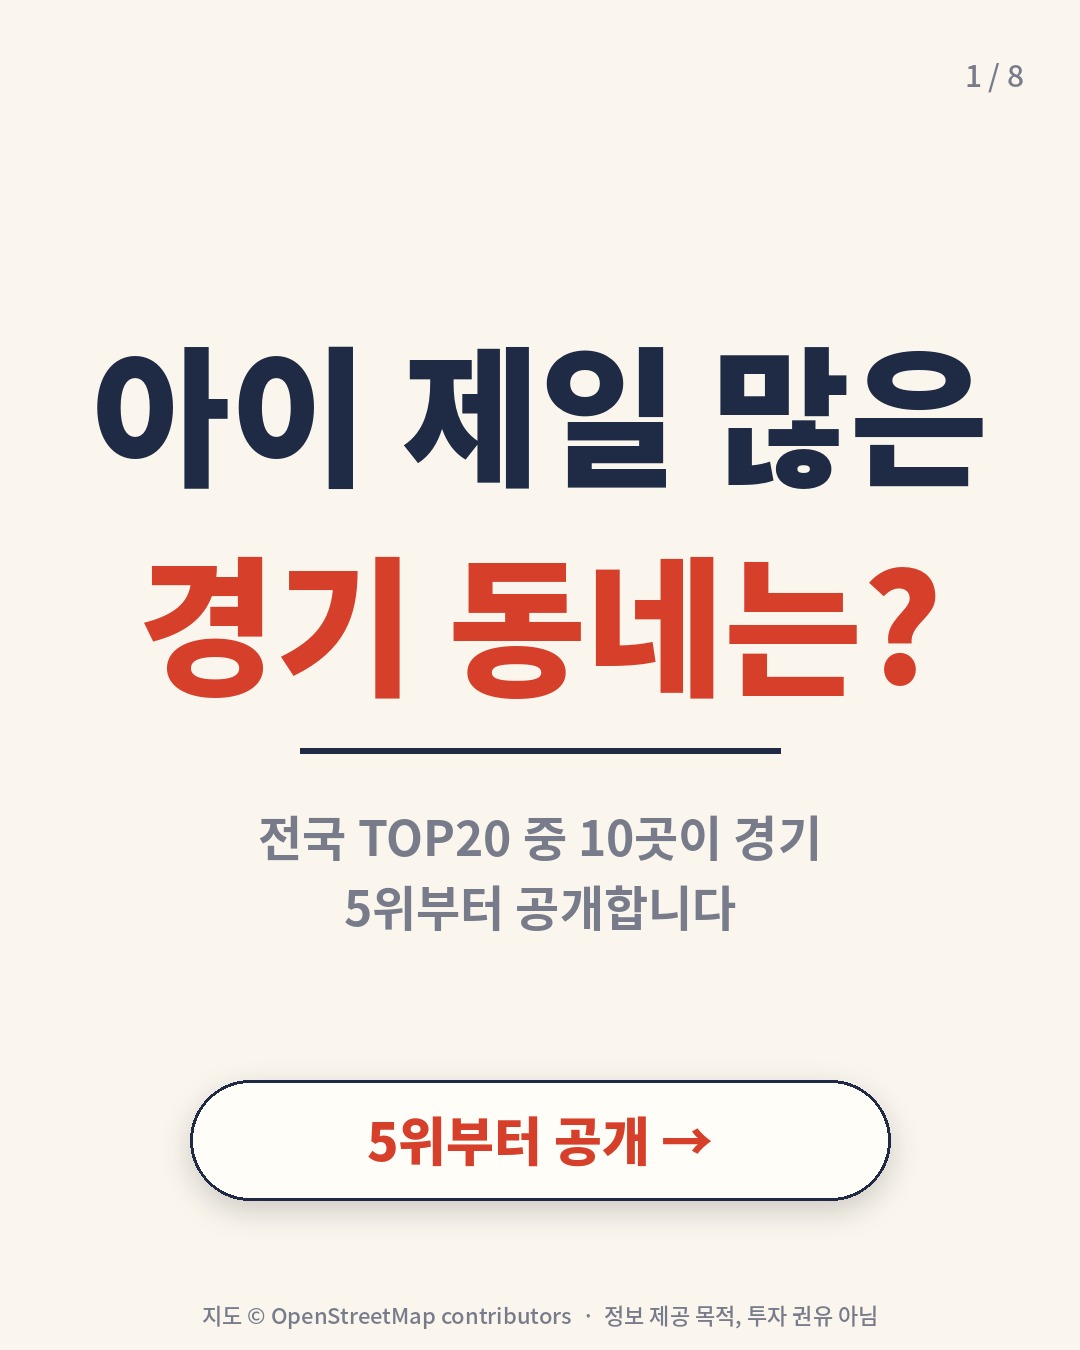 1 / 8
아이 제일 많은
경기 동네는?
전국 TOP20 중 10곳이 경기
5위부터 공개합니다
5위부터 공개 →
지도 © OpenStreetMap contributors · 정보 제공 목적, 투자 권유 아님